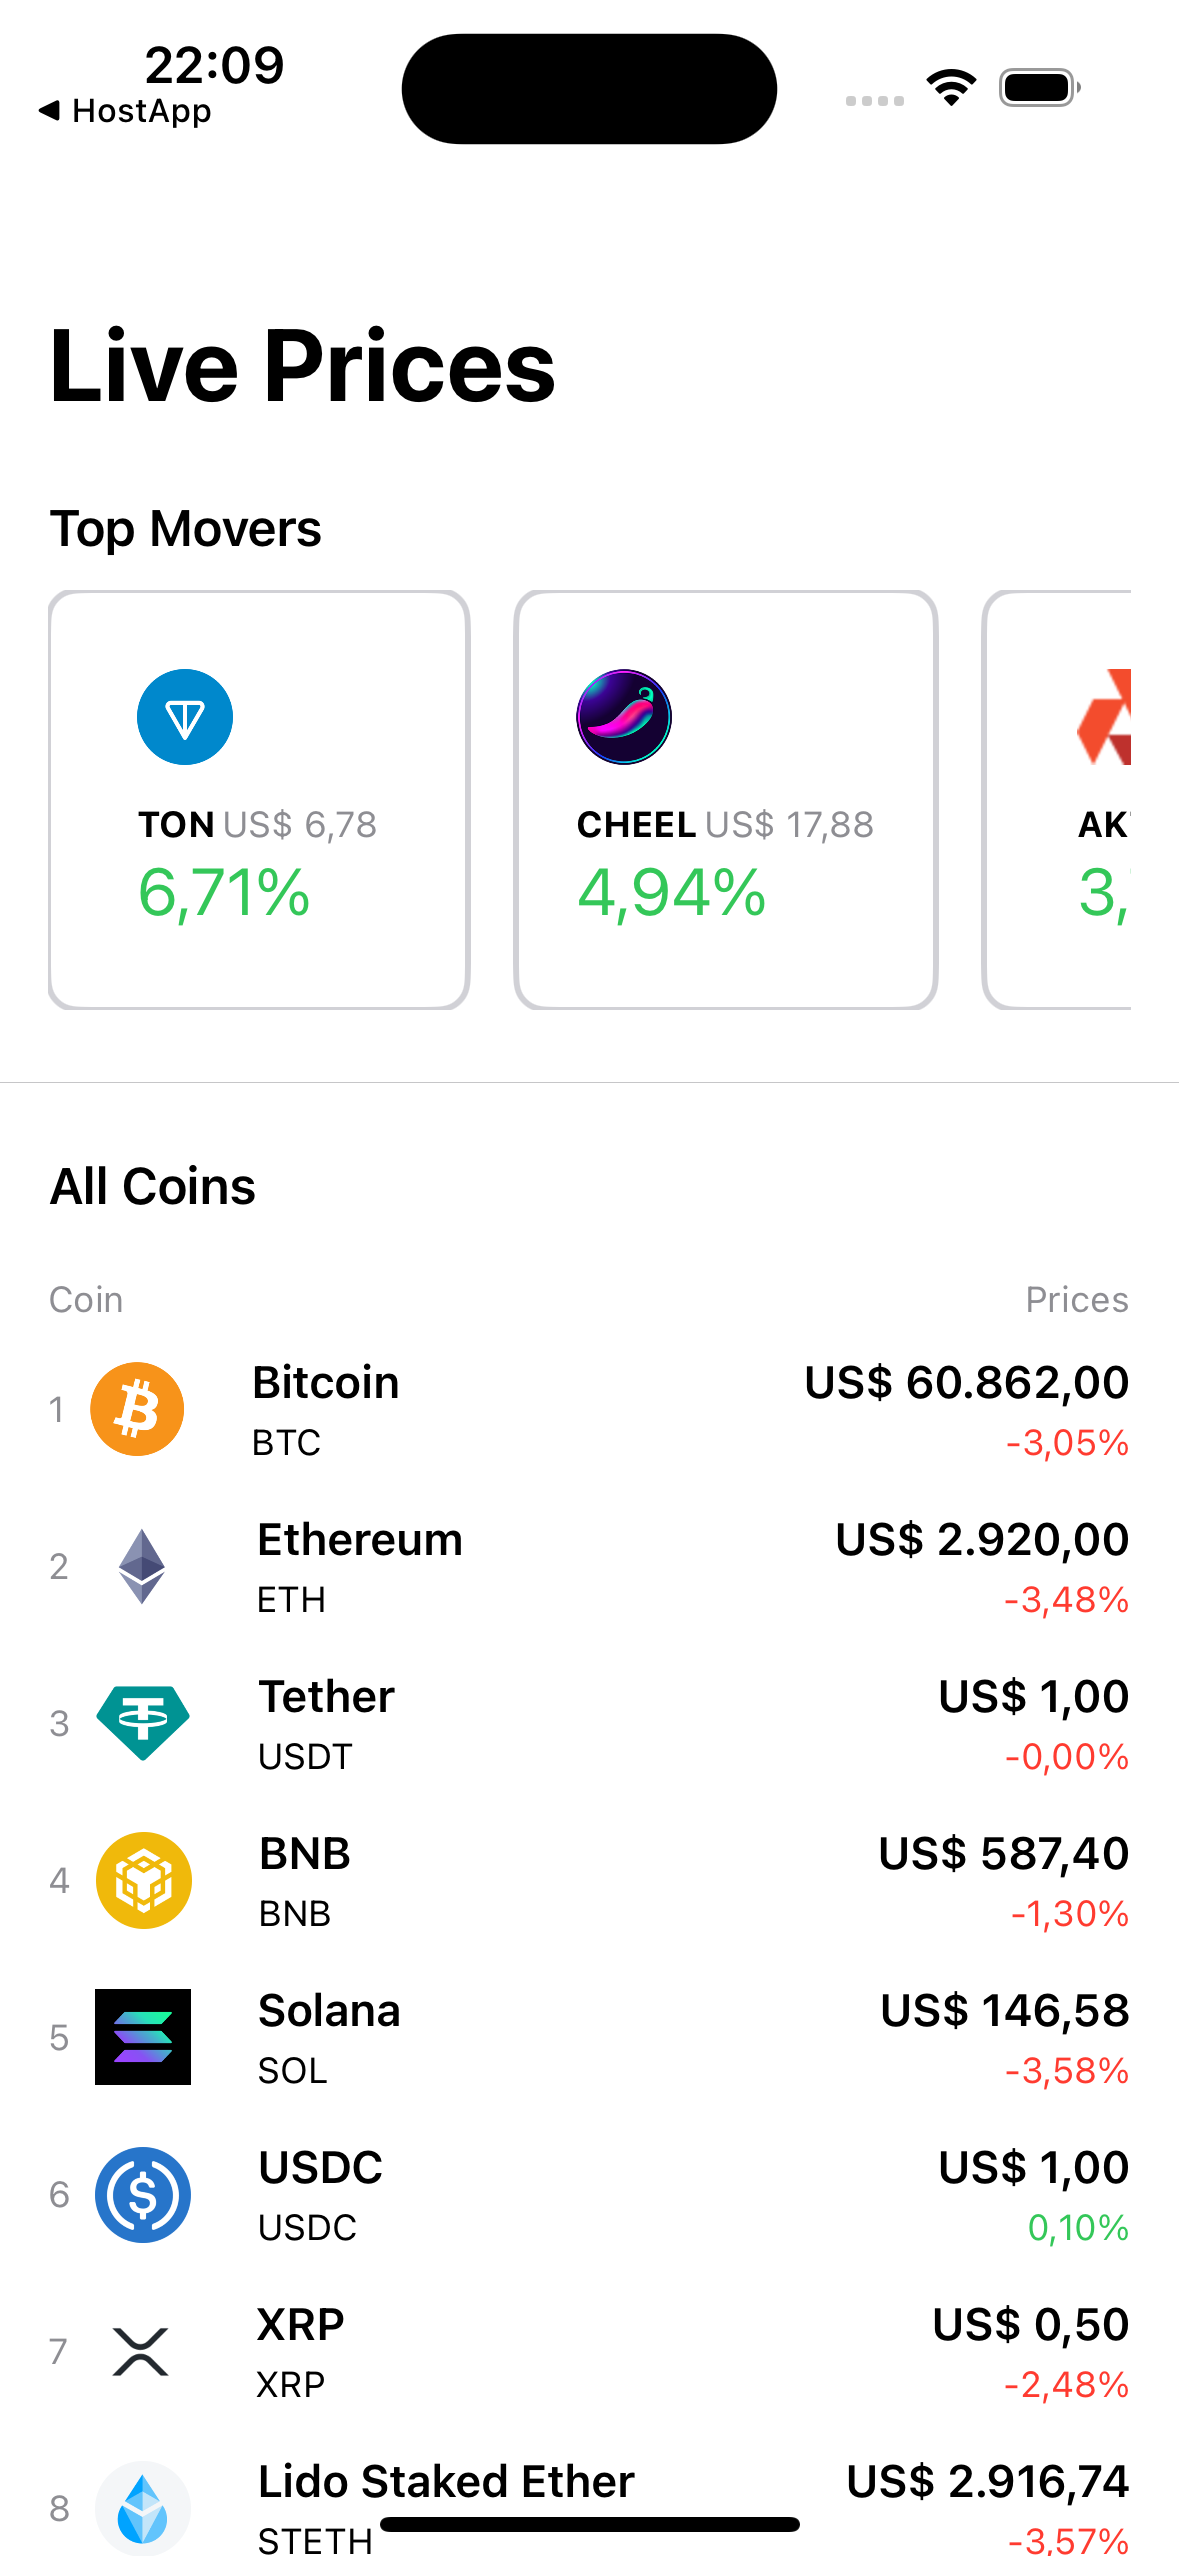 22:09
◀ HostApp
Live Prices
Top Movers
TON US$ 6,78
6,71%
CHEEL US$ 17,88
4,94%
All Coins
Coin Prices
1 Bitcoin US$ 60.862,00
BTC -3,05%
2 Ethereum US$ 2.920,00
ETH -3,48%
3 Tether US$ 1,00
USDT -0,00%
4 BNB US$ 587,40
BNB -1,30%
5 Solana US$ 146,58
SOL -3,58%
6 USDC US$ 1,00
USDC 0,10%
7 XRP US$ 0,50
XRP -2,48%
8 Lido Staked Ether US$ 2.916,74
STETH -3,57%